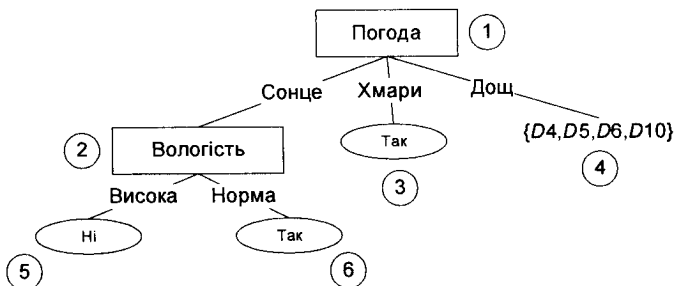 Погода 1
Сонце Хмари Дощ
2 Вологість Так {D4,D5,D6,D10}
3 4
Висока Норма
Ні Так
5 6